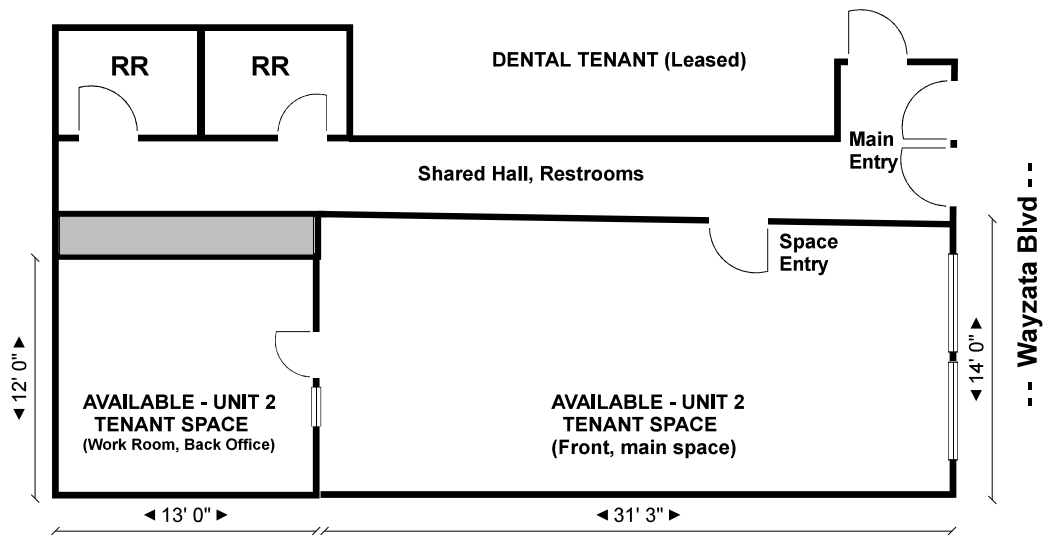 RR
RR
DENTAL TENANT (Leased)
Main
Entry
Shared Hall, Restrooms
Space
Entry
-- Wayzata Blvd --
◄ 12' 0" ►
◄ 14' 0" ►
AVAILABLE - UNIT 2
TENANT SPACE
(Work Room, Back Office)
AVAILABLE - UNIT 2
TENANT SPACE
(Front, main space)
◄ 13' 0" ►
◄ 31' 3" ►